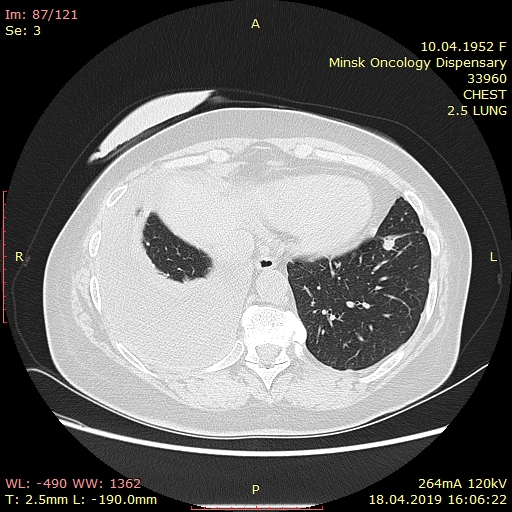 Im: 87/121
Se: 3
A
10.04.1952 F
Minsk Oncology Dispensary
33960
CHEST
2.5 LUNG
R
L
WL: -490 WW: 1362
T: 2.5mm L: -190.0mm
P
264mA 120kV
18.04.2019 16:06:22